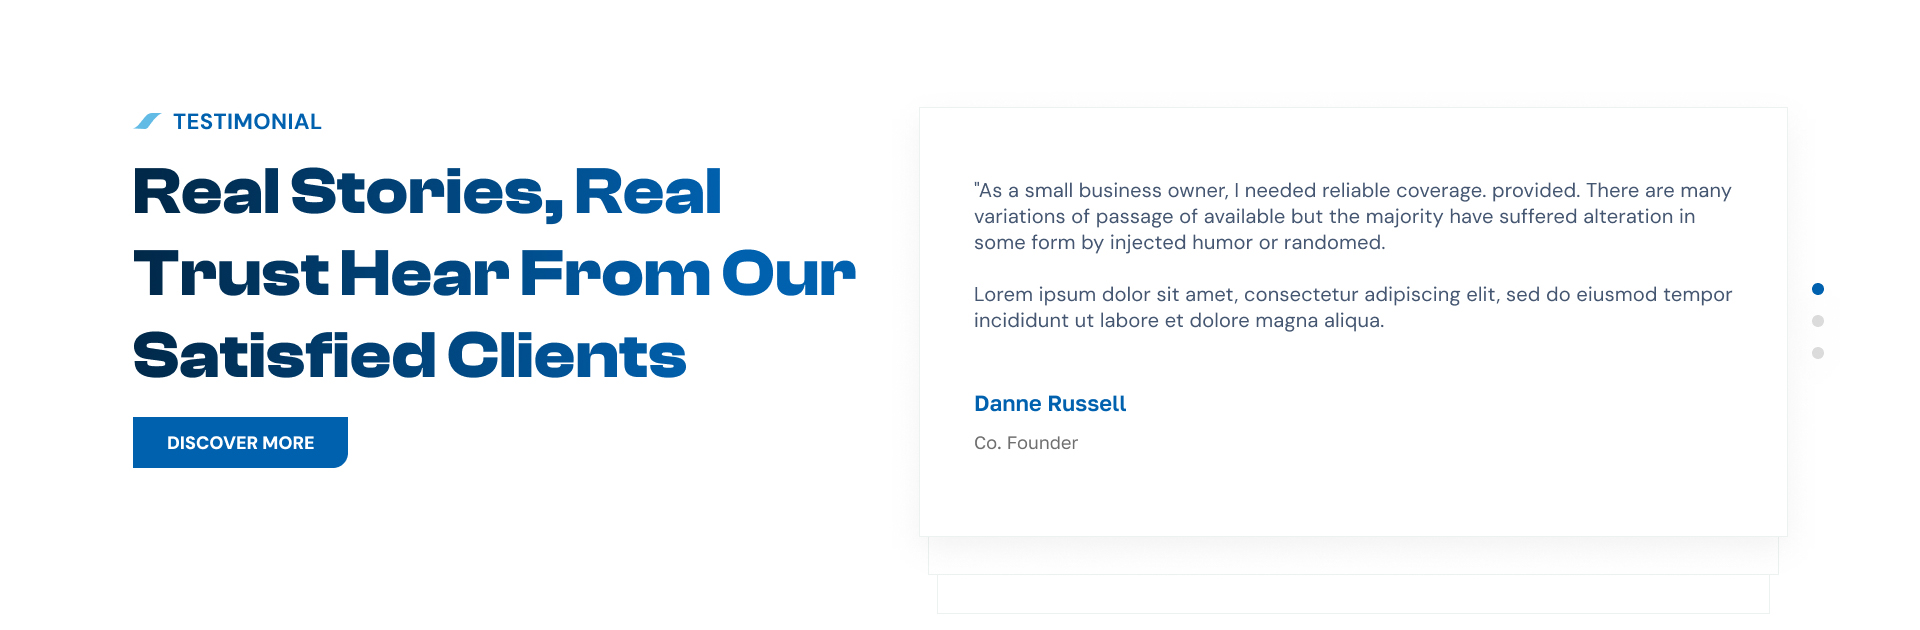 TESTIMONIAL
Real Stories, Real
Trust Hear From Our
Satisfied Clients
DISCOVER MORE
"As a small business owner, I needed reliable coverage. provided. There are many
variations of passage of available but the majority have suffered alteration in
some form by injected humor or randomed.
Lorem ipsum dolor sit amet, consectetur adipiscing elit, sed do eiusmod tempor
incididunt ut labore et dolore magna aliqua.
Danne Russell
Co. Founder